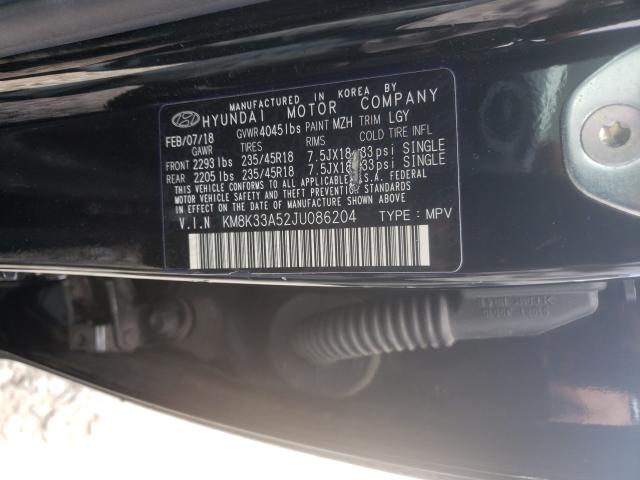 MANUFACTURED IN KOREA BY
HYUNDAI MOTOR COMPANY
FEB/07/18 GVWR 4045lbs PAINT MZH TRIM LGY
GAWR TIRES RIMS COLD TIRE INFL
FRONT 2293 lbs 235/45R18 7.5JX18 33 psi SINGLE
REAR 2205 lbs 235/45R18 7.5JX18 33 psi SINGLE
THIS VEHICLE CONFORMS TO ALL APPLICABLE U.S.A. FEDERAL
MOTOR VEHICLE SAFETY AND THEFT PREVENTION STANDARDS
IN EFFECT ON THE DATE OF MANUFACTURE SHOWN ABOVE.
V.I.N KM8K33A52JU086204 TYPE : MPV